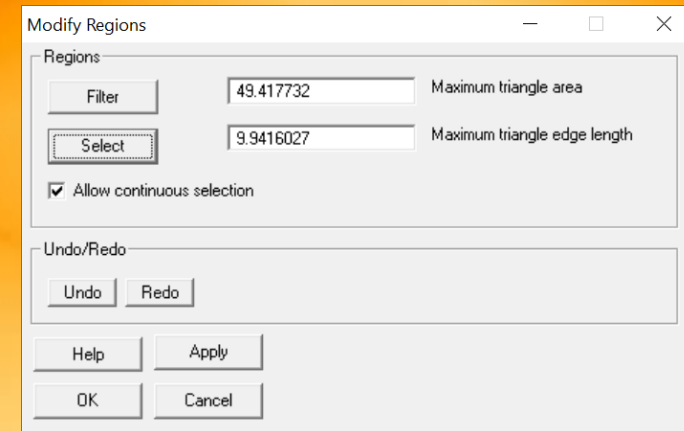 Modify Regions
Regions
Filter
49.417732
Maximum triangle area
Select
9.9416027
Maximum triangle edge length
Allow continuous selection
Undo/Redo
Undo
Redo
Help
Apply
OK
Cancel